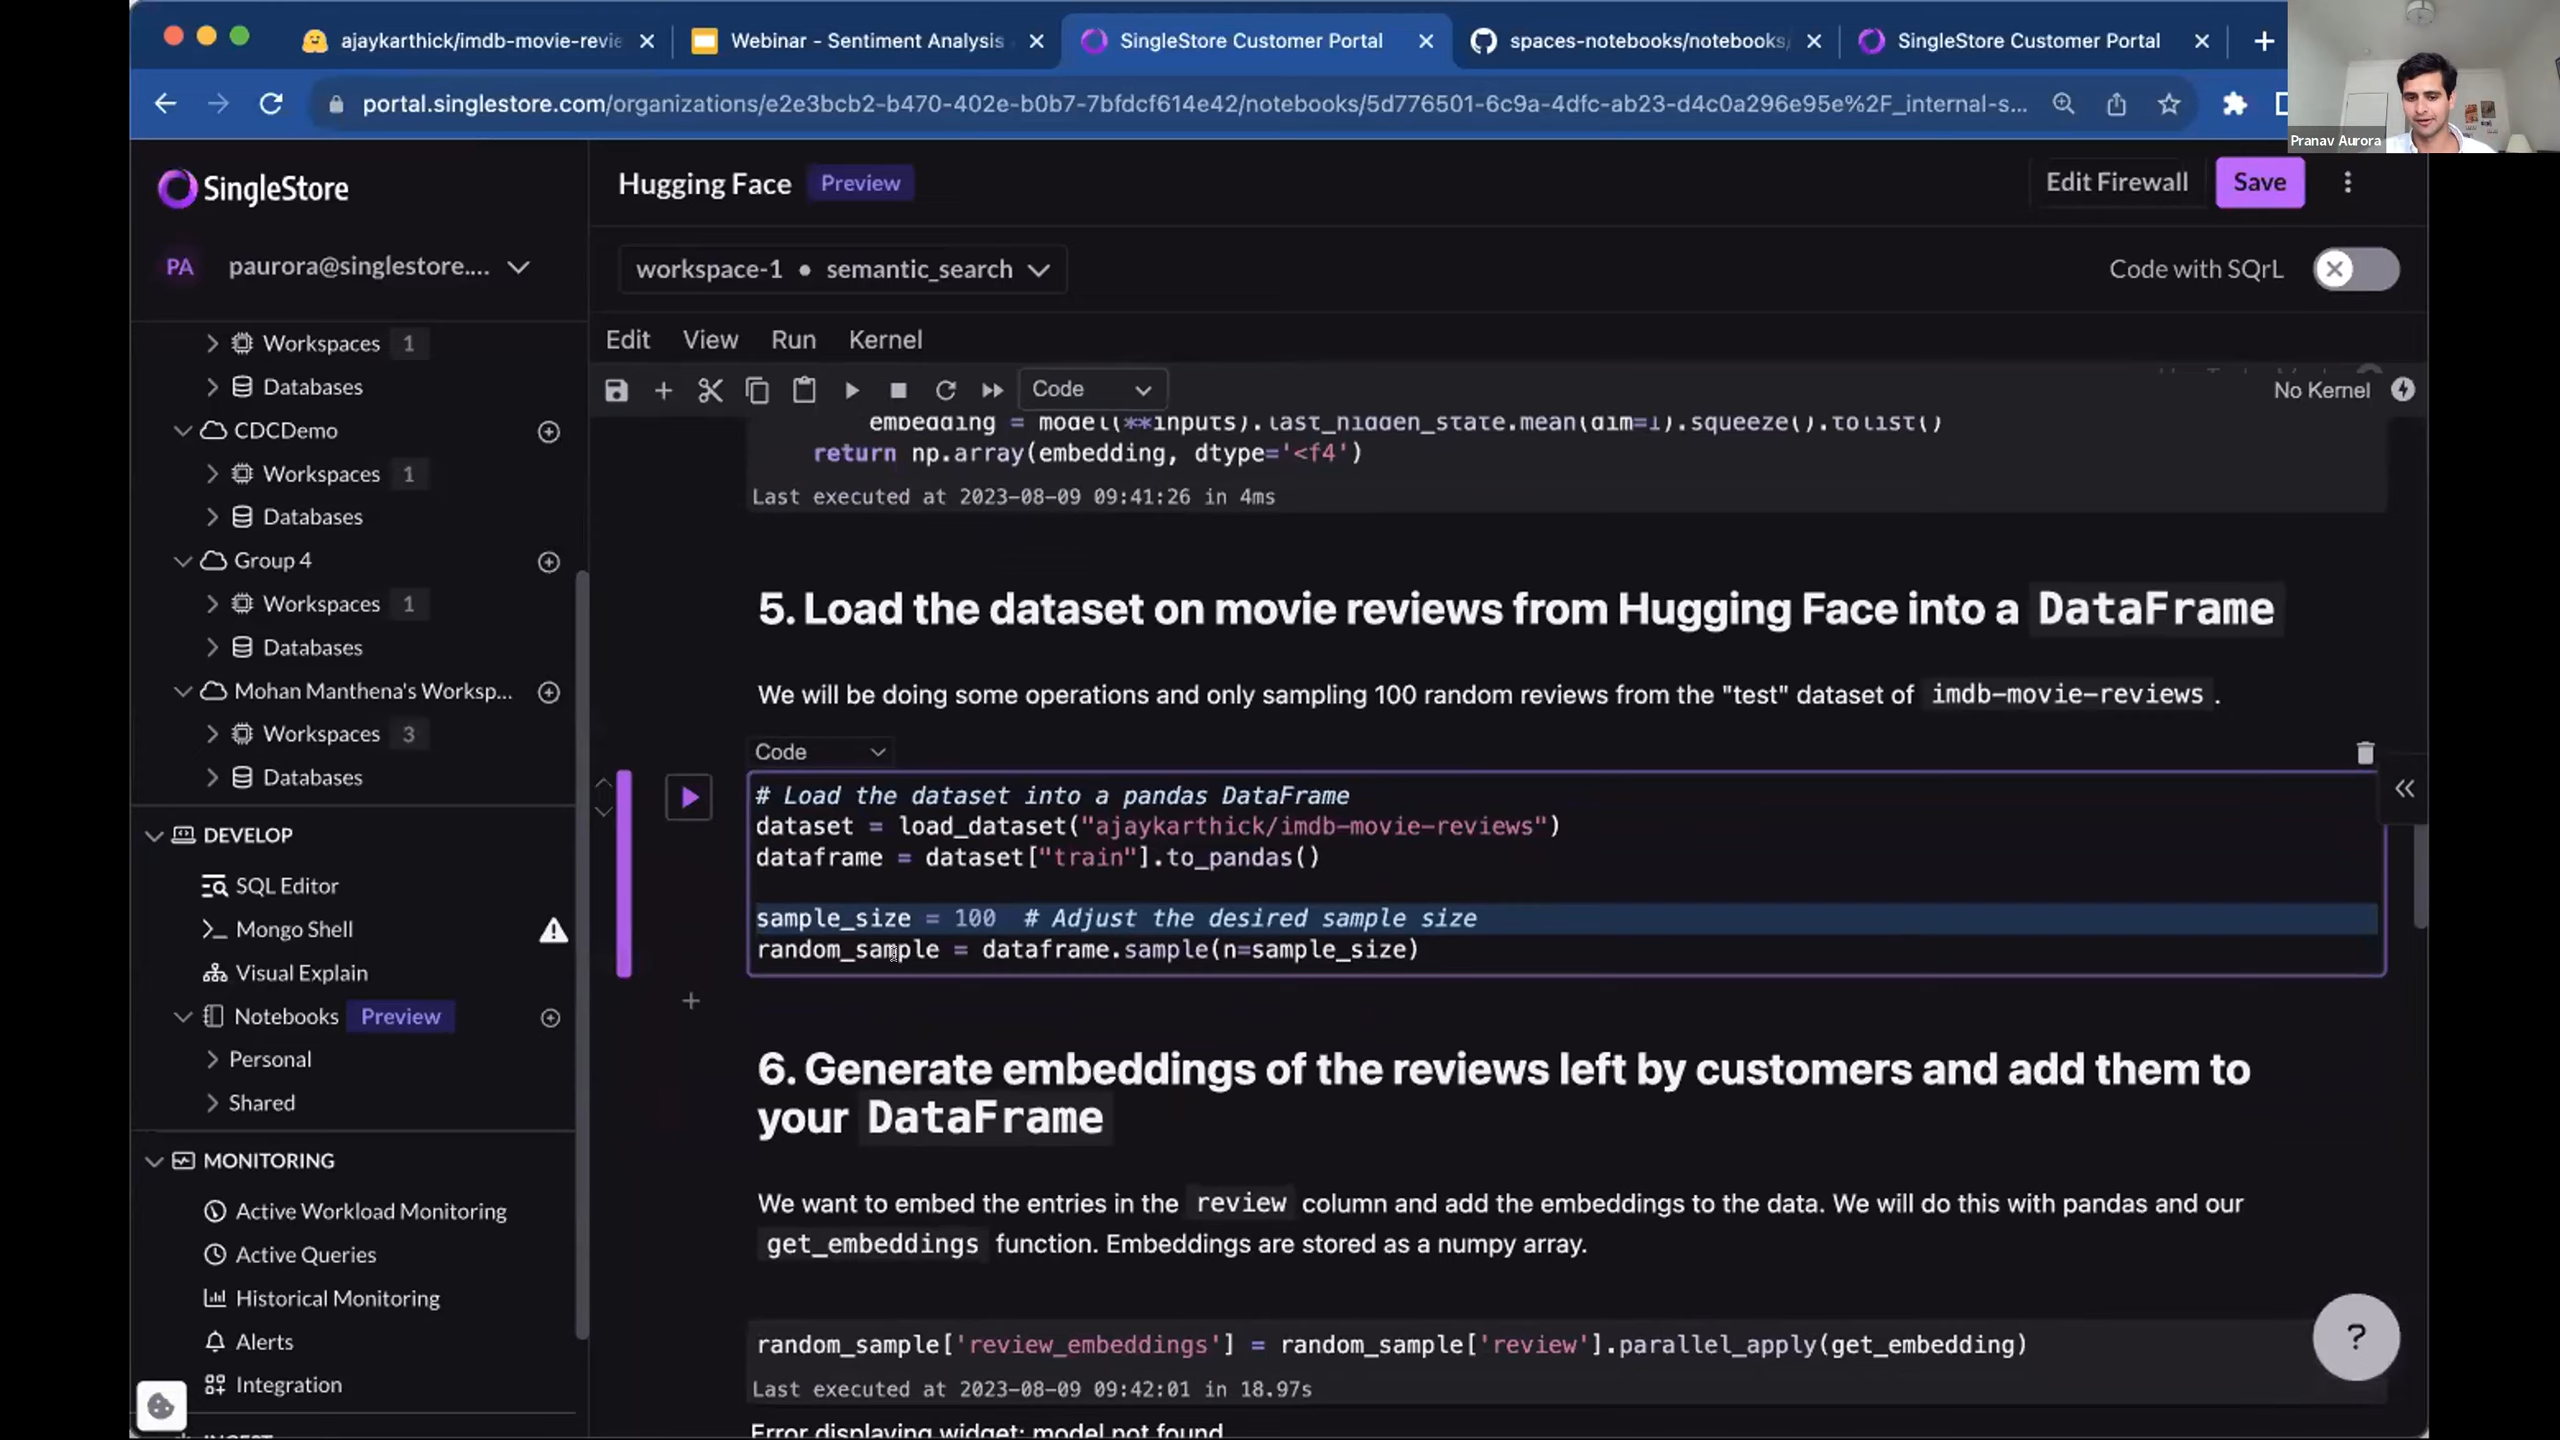 ajaykarthick/imdb-movie-revie
Webinar - Sentiment Analysis
SingleStore Customer Portal
spaces-notebooks/notebooks
SingleStore Customer Portal
portal.singlestore.com/organizations/e2e3bcb2-b470-402e-b0b7-7bfdcf614e42/notebooks/5d776501-6c9a-4dfc-ab23-d4c0a296e95e%2F_internal-s...
Pranav Aurora
SingleStore
Hugging Face Preview
Edit Firewall
Save
PA
paurora@singlestore....
workspace-1 • semantic_search
Code with SQrL
Edit View Run Kernel
Code
No Kernel
Workspaces 1
Databases
CDCDemo
Workspaces 1
Databases
Group 4
Workspaces 1
Databases
Mohan Manthena's Worksp...
Workspaces 3
Databases
DEVELOP
SQL Editor
Mongo Shell
Visual Explain
Notebooks Preview
Personal
Shared
MONITORING
Active Workload Monitoring
Active Queries
Historical Monitoring
Alerts
Integration
embedding = model(**inputs).last_hidden_state.mean(dim=1).squeeze().tolist()
return np.array(embedding, dtype='<f4')
Last executed at 2023-08-09 09:41:26 in 4ms
5. Load the dataset on movie reviews from Hugging Face into a DataFrame
We will be doing some operations and only sampling 100 random reviews from the "test" dataset of imdb-movie-reviews .
Code
# Load the dataset into a pandas DataFrame
dataset = load_dataset("ajaykarthick/imdb-movie-reviews")
dataframe = dataset["train"].to_pandas()
sample_size = 100 # Adjust the desired sample size
random_sample = dataframe.sample(n=sample_size)
6. Generate embeddings of the reviews left by customers and add them to
your DataFrame
We want to embed the entries in the review column and add the embeddings to the data. We will do this with pandas and our
get_embeddings function. Embeddings are stored as a numpy array.
random_sample['review_embeddings'] = random_sample['review'].parallel_apply(get_embedding)
Last executed at 2023-08-09 09:42:01 in 18.97s
Error displaying widget: model not found
?